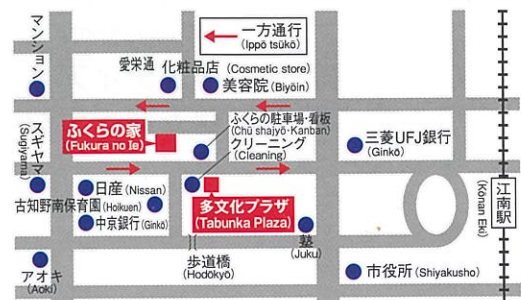 一方通行
(Ippō tsūkō)
マンション
愛栄通
化粧品店 (Cosmetic store)
美容院 (Biyōin)
ふくらの家
(Fukura no Ie)
ふくらの駐車場・看板
(Chū shajyō・Kanban)
クリーニング
(Cleaning)
三菱UFJ銀行
(Ginkō)
スギヤマ
(Sugiyama)
日産 (Nissan)
古知野南保育園 (Hoikuen)
中京銀行 (Ginkō)
多文化プラザ
(Tabunka Plaza)
江南駅
(Kōnan Eki)
塾
(Juku)
歩道橋
(Hodōkyō)
アオキ
(Aoki)
市役所 (Shiyakusho)